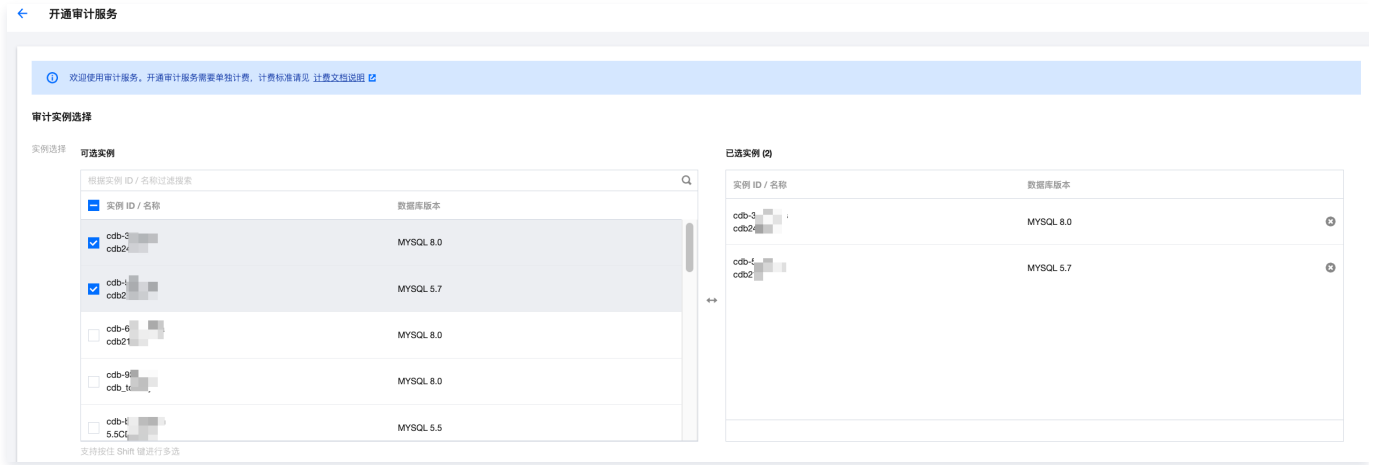 开通审计服务
欢迎使用审计服务。开通审计服务需要单独计费，计费标准请见 计费文档说明
审计实例选择
实例选择
可选实例
已选实例 (2)
根据实例 ID / 名称过滤搜索
实例 ID / 名称 数据库版本
实例 ID / 名称 数据库版本
cdb-3
cdb24
MYSQL 8.0
cdb-3
cdb24
MYSQL 8.0
cdb-
cdb2
MYSQL 5.7
cdb-
cdb2
MYSQL 5.7
cdb-6
cdb21
MYSQL 8.0
cdb-9
cdb_t
MYSQL 8.0
cdb-
5.5C
MYSQL 5.5
支持按住 Shift 键进行多选